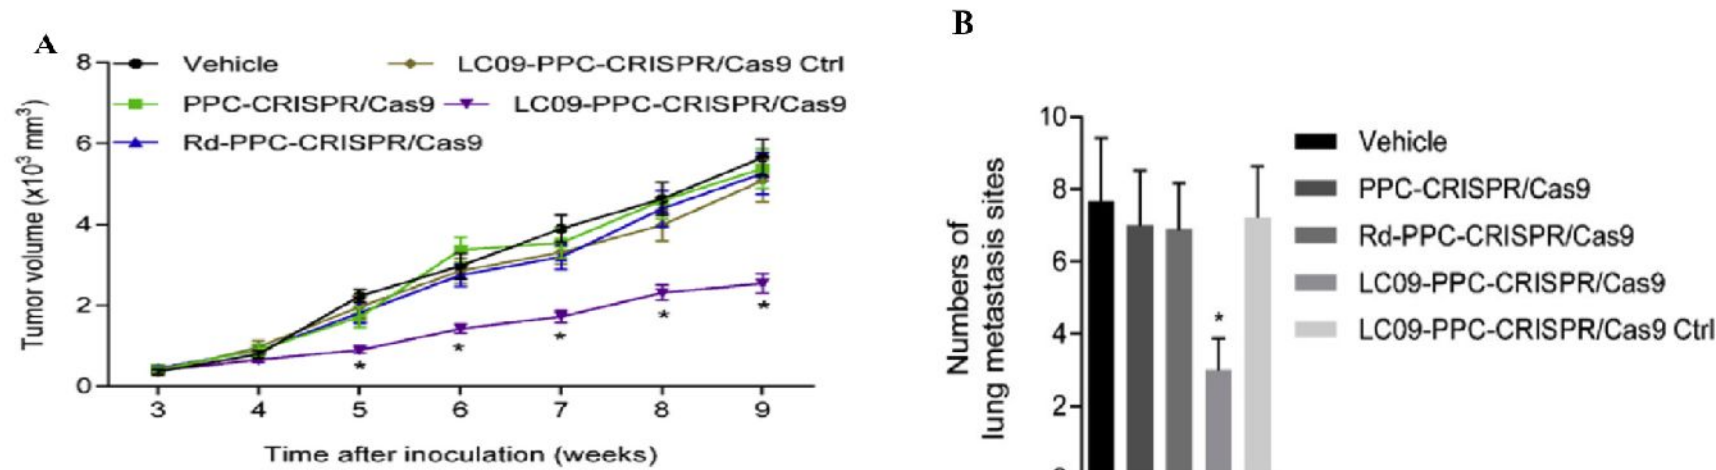 A
8
Vehicle
LC09-PPC-CRISPR/Cas9 Ctrl
PPC-CRISPR/Cas9
LC09-PPC-CRISPR/Cas9
Rd-PPC-CRISPR/Cas9
6
4
2
0
Tumor volume (x10³ mm³)
3 4 5 6 7 8 9
* * * * *
Time after inoculation (weeks)
B
10
8
6
4
2
Numbers of
lung metastasis sites
*
Vehicle
PPC-CRISPR/Cas9
Rd-PPC-CRISPR/Cas9
LC09-PPC-CRISPR/Cas9
LC09-PPC-CRISPR/Cas9 Ctrl